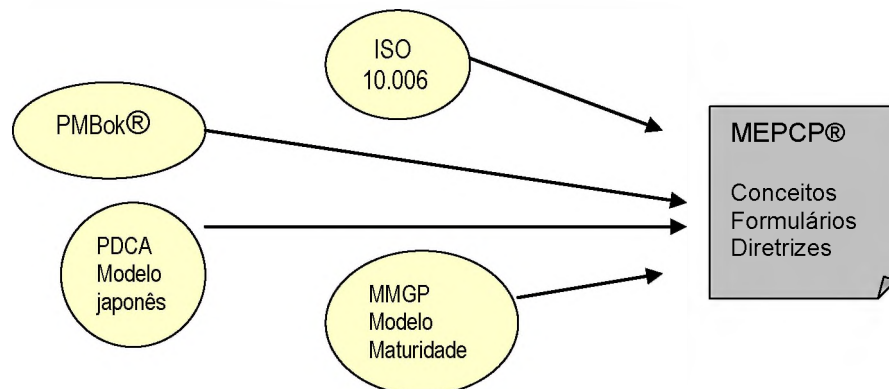 ISO
10.006
PMBok®
PDCA
Modelo
japonês
MMGP
Modelo
Maturidade
MEPCP®
Conceitos
Formulários
Diretrizes